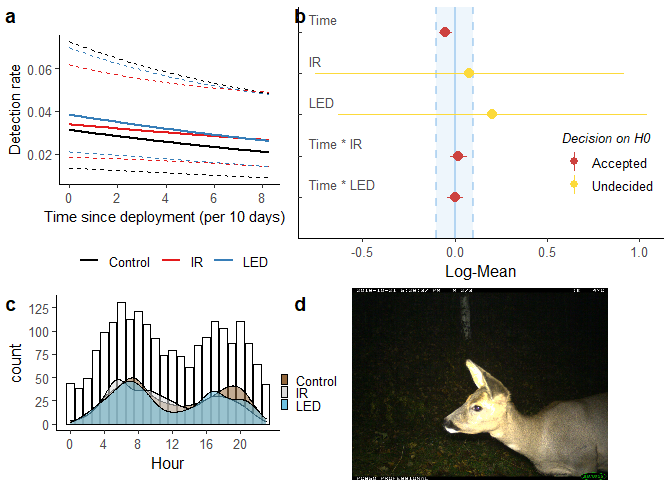 a
Detection rate
0.06
0.04
0.02
0 2 4 6 8
Time since deployment (per 10 days)
Control IR LED
b
Time
IR
LED
Time * IR
Time * LED
Decision on H0
Accepted
Undecided
-0.5 0.0 0.5 1.0
Log-Mean
c
count
125
100
75
50
25
0
0 4 8 12 16 20
Hour
Control
IR
LED
d
PC850 PROFESSIONAL